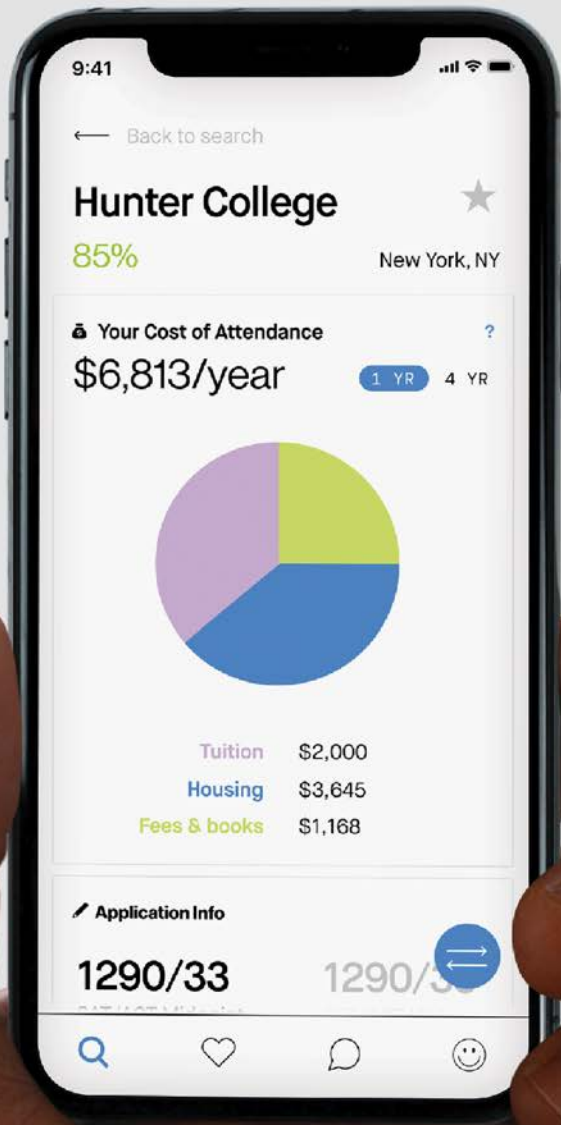 9:41
Back to search
Hunter College
85%
New York, NY
Your Cost of Attendance
?
$6,813/year
1 YR
4 YR
Tuition $2,000
Housing $3,645
Fees & books $1,168
Application Info
1290/33
1290/